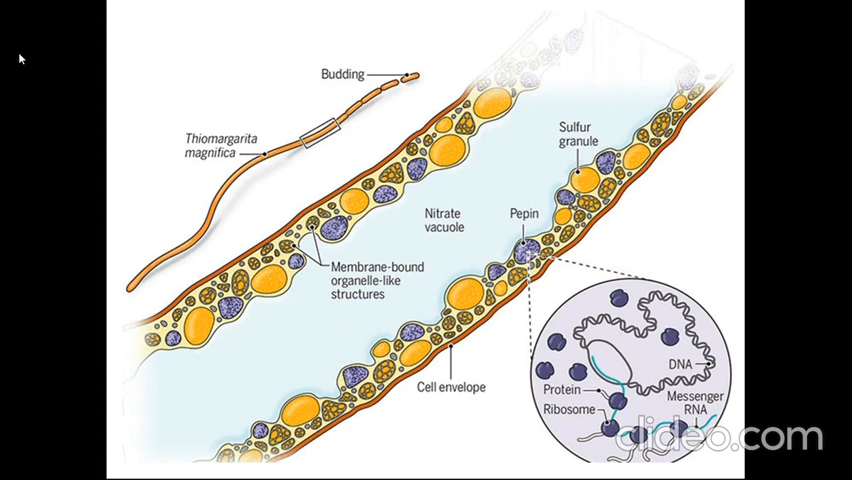 Budding
Thiomargarita
magnifica
Sulfur
granule
Nitrate
vacuole
Pepin
Membrane-bound
organelle-like
structures
Cell envelope
DNA
Protein
Messenger
RNA
Ribosome
clideo.com